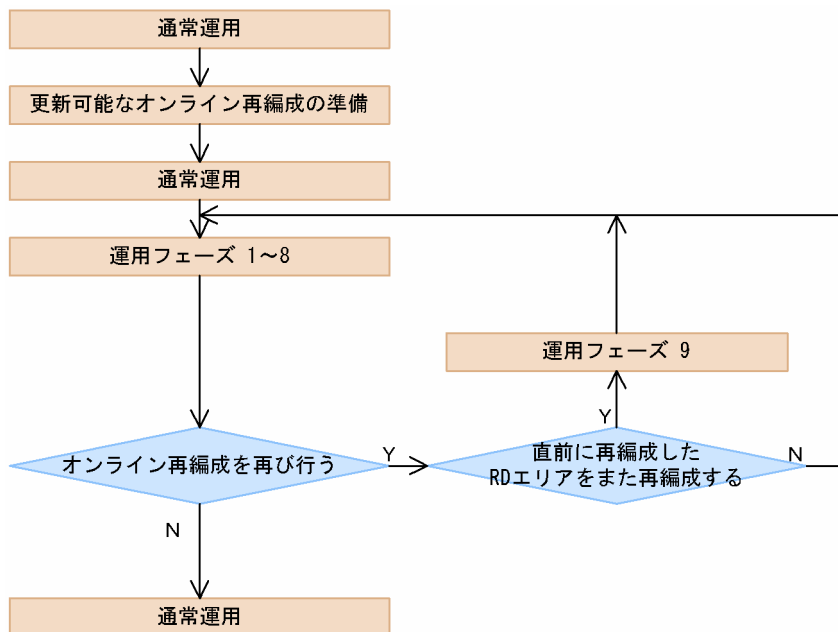 通常運用
更新可能なオンライン再編成の準備
通常運用
運用フェーズ 1～8
運用フェーズ 9
Y
オンライン再編成を再び行う
Y
直前に再編成した
RDエリアをまた再編成する
N
N
通常運用